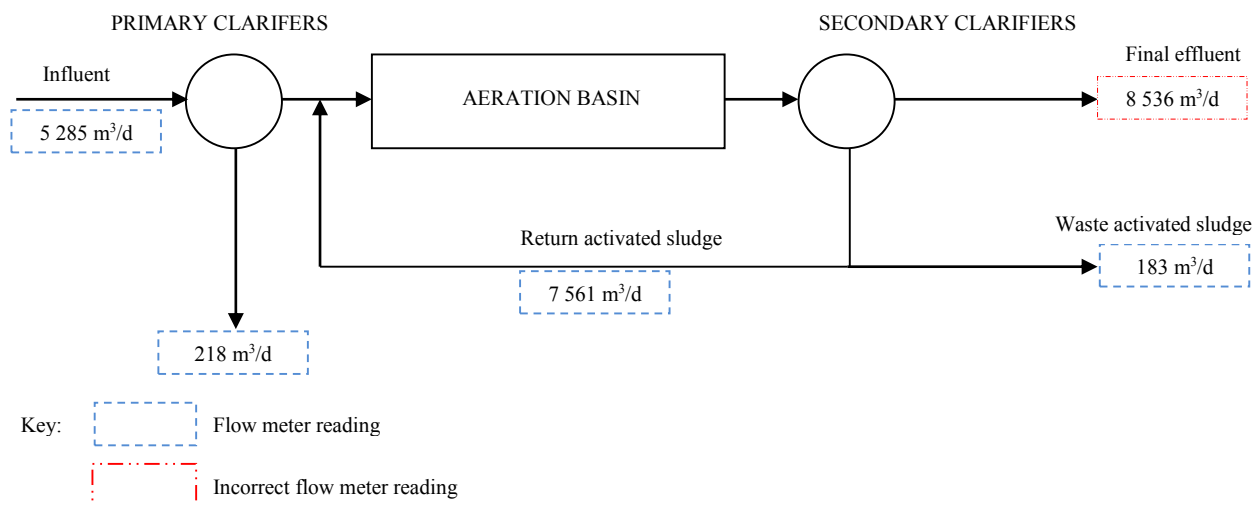 PRIMARY CLARIFERS
SECONDARY CLARIFIERS
Influent
Final effluent
5 285 m³/d
AERATION BASIN
8 536 m³/d
Return activated sludge
Waste activated sludge
7 561 m³/d
183 m³/d
218 m³/d
Key:
Flow meter reading
Incorrect flow meter reading